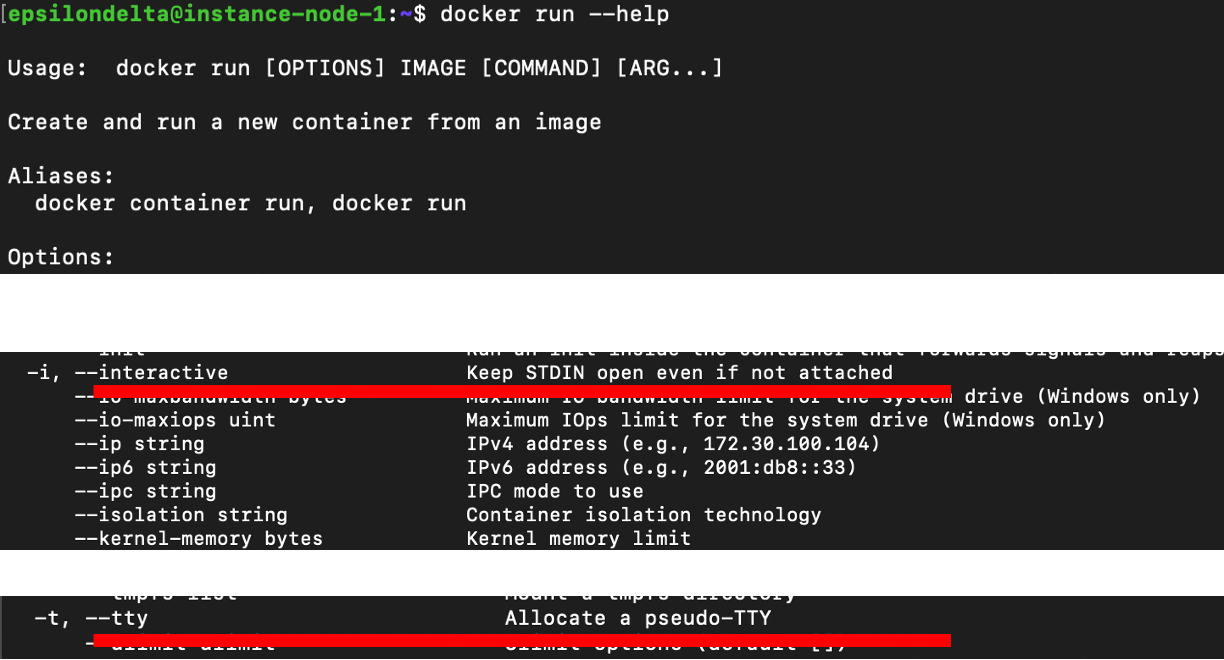 [epsilondelta@instance-node-1:~$ docker run --help
Usage:  docker run [OPTIONS] IMAGE [COMMAND] [ARG...]
Create and run a new container from an image
Aliases:
docker container run, docker run
Options:
-i, --interactive Keep STDIN open even if not attached
--io-maxbandwidth bytes Maximum IO bandwidth limit for the system drive (Windows only)
--io-maxiops uint Maximum IOps limit for the system drive (Windows only)
--ip string IPv4 address (e.g., 172.30.100.104)
--ip6 string IPv6 address (e.g., 2001:db8::33)
--ipc string IPC mode to use
--isolation string Container isolation technology
--kernel-memory bytes Kernel memory limit
-t, --tty Allocate a pseudo-TTY